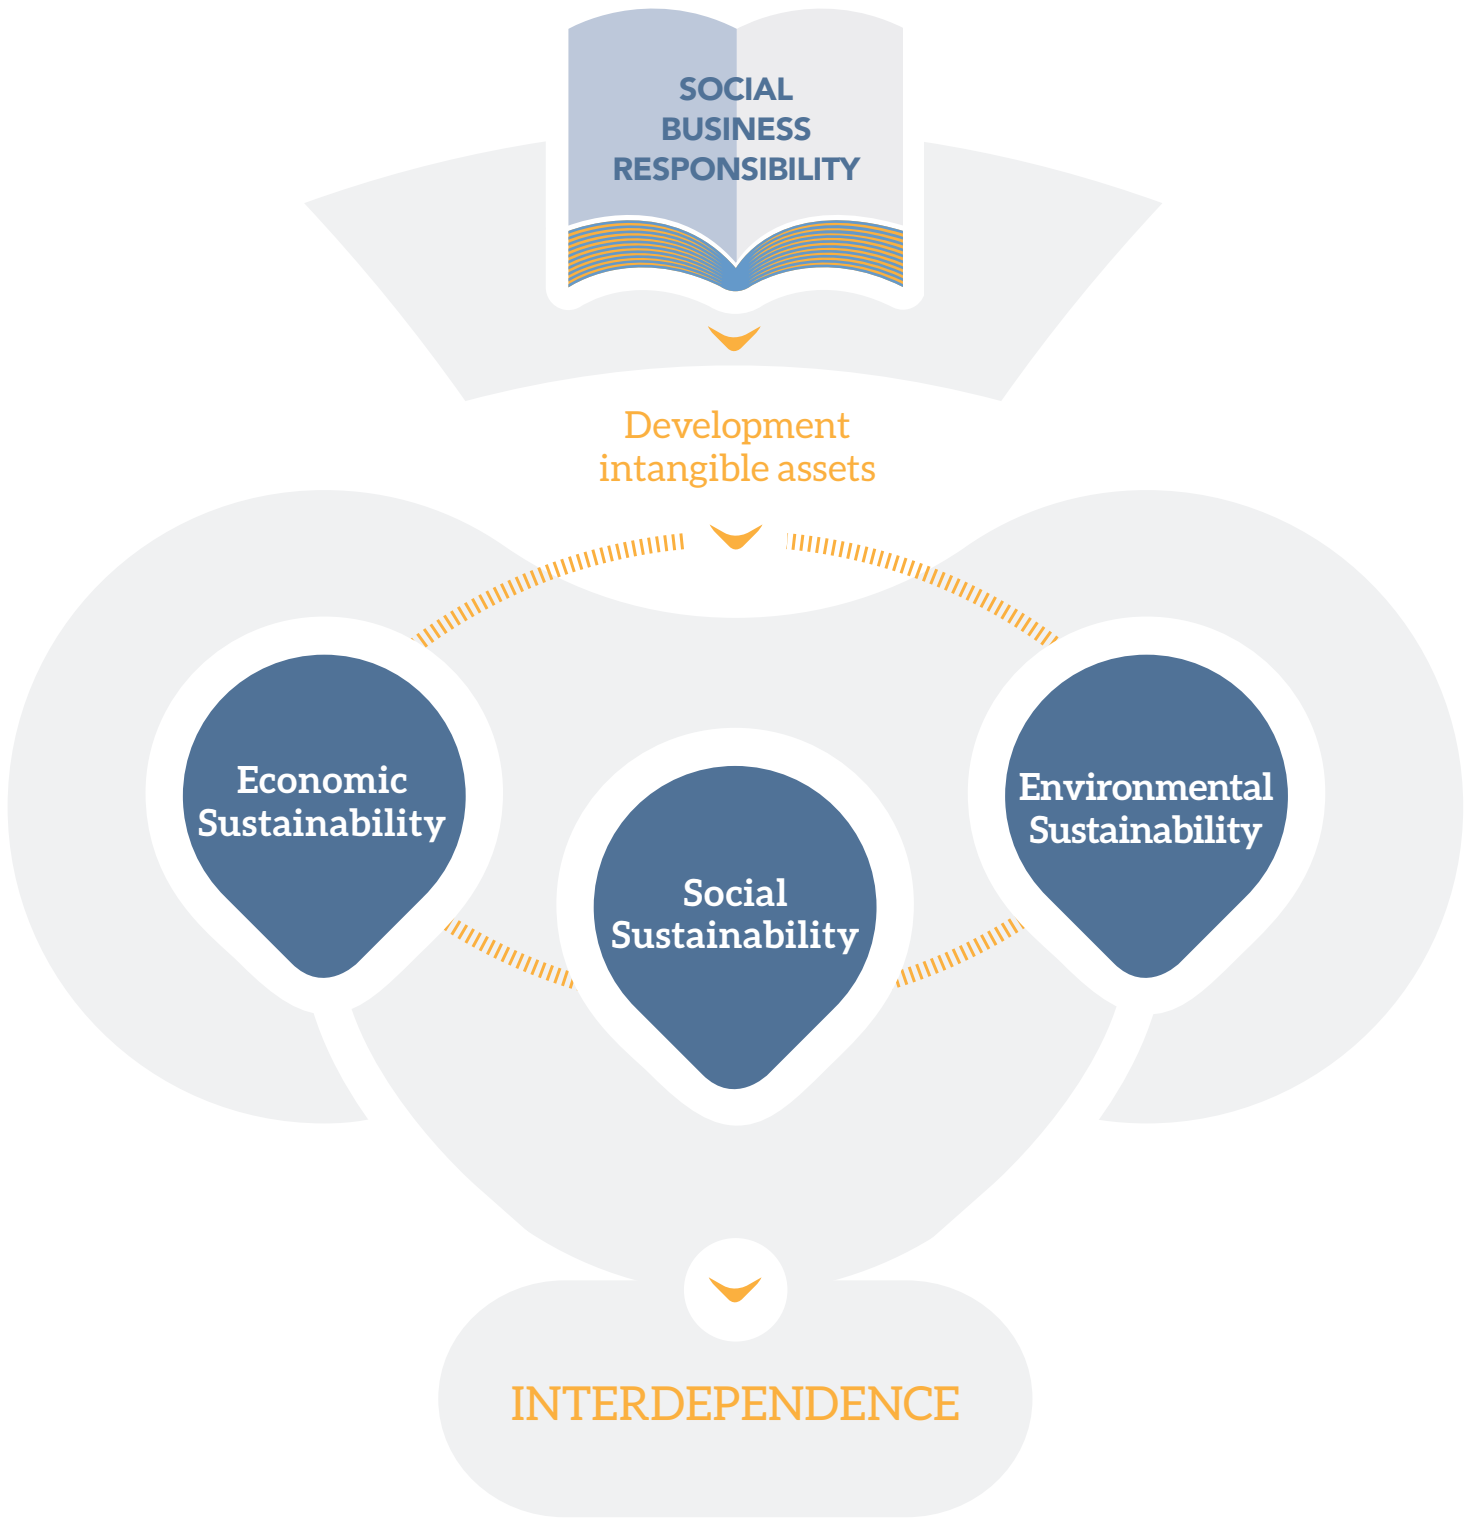 SOCIAL
BUSINESS
RESPONSIBILITY
Development
intangible assets
Economic
Sustainability
Social
Sustainability
Environmental
Sustainability
INTERDEPENDENCE